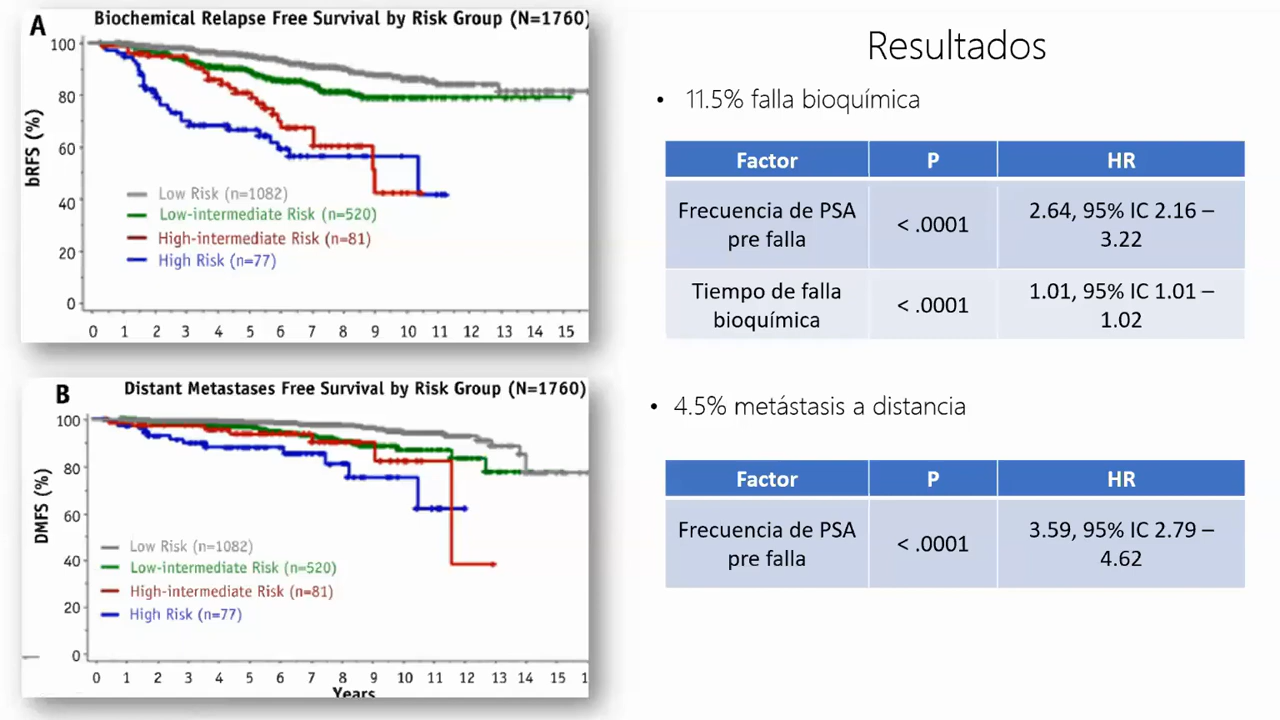 A
Biochemical Relapse Free Survival by Risk Group (N=1760)
bRFS (%)
100
80
60
40
20
0
Low Risk (n=1082)
Low-intermediate Risk (n=520)
High-intermediate Risk (n=81)
High Risk (n=77)
0 1 2 3 4 5 6 7 8 9 10 11 12 13 14 15
B
Distant Metastases Free Survival by Risk Group (N=1760)
DMFS (%)
100
80
60
40
20
0
Low Risk (n=1082)
Low-intermediate Risk (n=520)
High-intermediate Risk (n=81)
High Risk (n=77)
0 1 2 3 4 5 6 7 8 9 10 11 12 13 14 15 1
Years
Resultados
• 11.5% falla bioquímica
Factor P HR
Frecuencia de PSA
pre falla
< .0001
2.64, 95% IC 2.16 –
3.22
Tiempo de falla
bioquímica
< .0001
1.01, 95% IC 1.01 –
1.02
• 4.5% metástasis a distancia
Factor P HR
Frecuencia de PSA
pre falla
< .0001
3.59, 95% IC 2.79 –
4.62